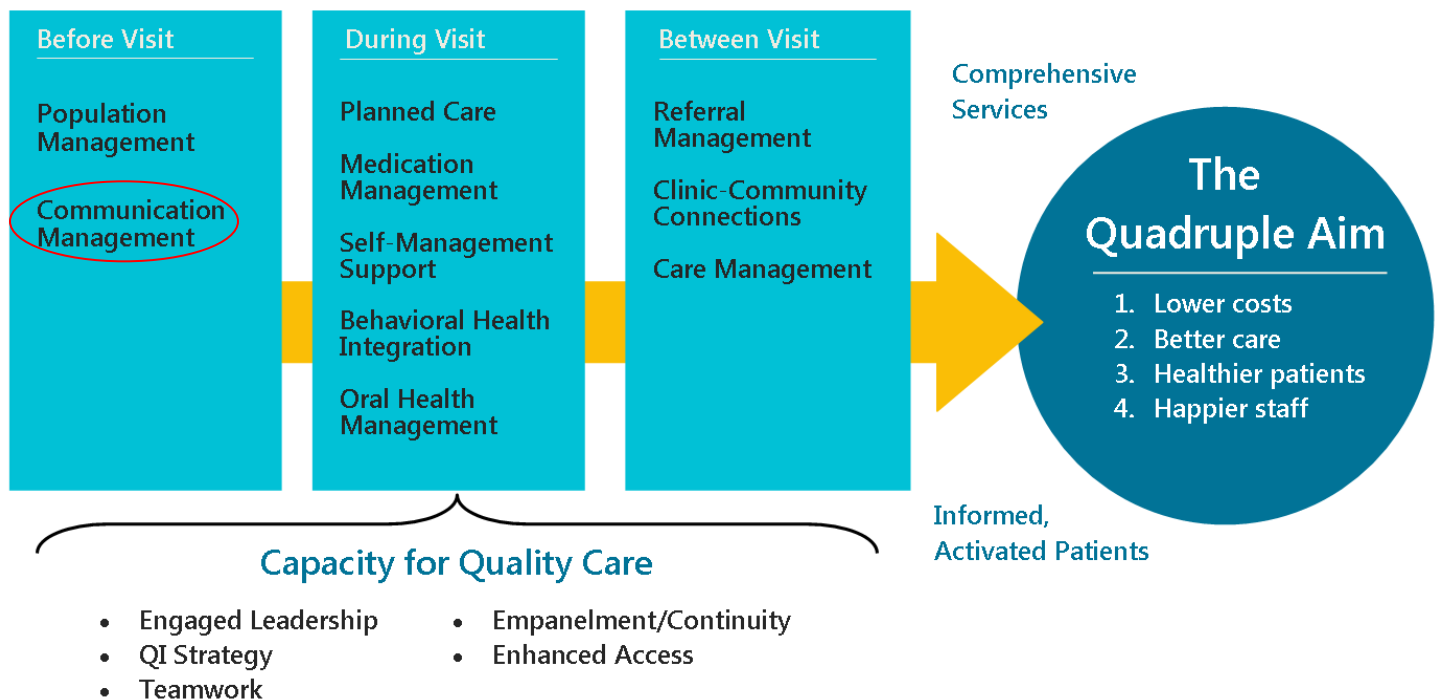 Before Visit
Population
Management
Communication
Management
During Visit
Planned Care
Medication
Management
Self-Management
Support
Behavioral Health
Integration
Oral Health
Management
Between Visit
Referral
Management
Clinic-Community
Connections
Care Management
Comprehensive
Services
The
Quadruple Aim
1. Lower costs
2. Better care
3. Healthier patients
4. Happier staff
Informed,
Activated Patients
Capacity for Quality Care
• Engaged Leadership
• QI Strategy
• Teamwork
• Empanelment/Continuity
• Enhanced Access